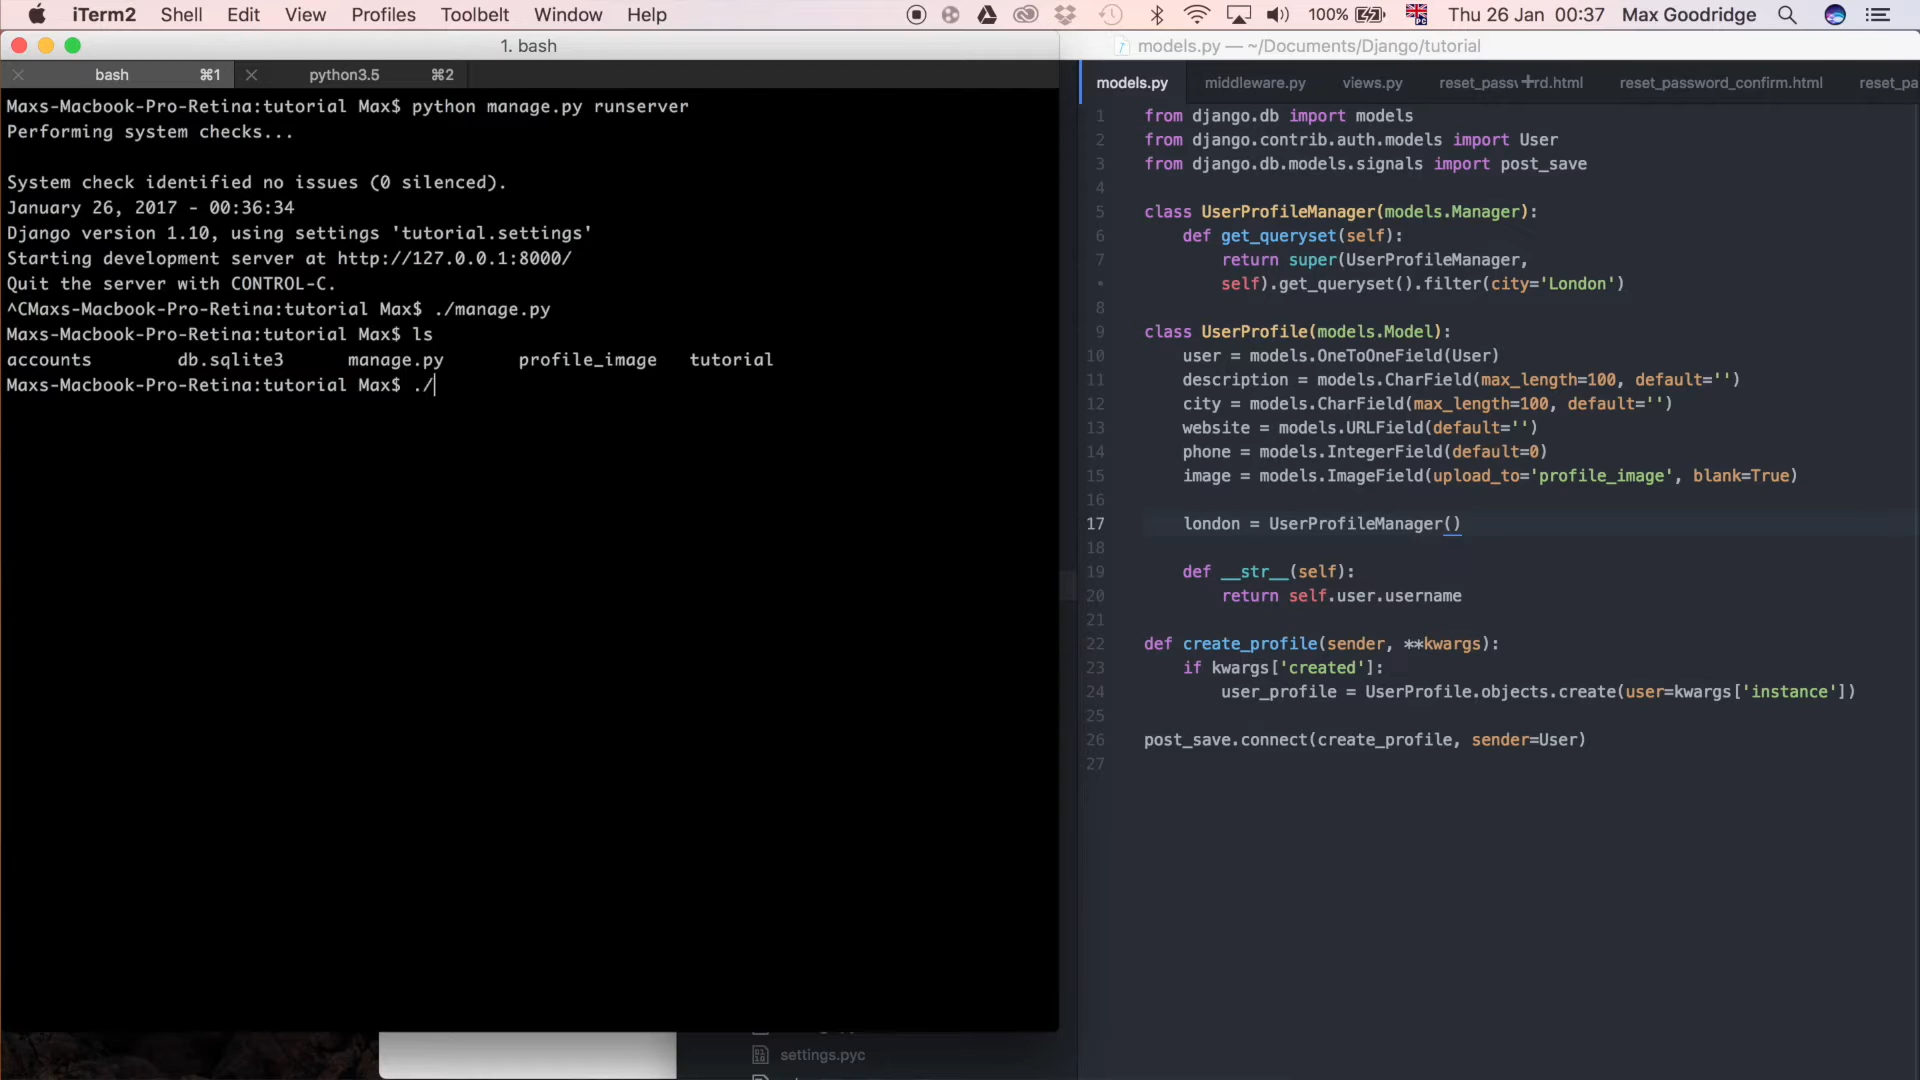 iTerm2 Shell Edit View Profiles Toolbelt Window Help 100% Thu 26 Jan 00:37 Max Goodridge
1. bash
models.py — ~/Documents/Django/tutorial
bash ⌘1 python3.5 ⌘2
models.py middleware.py views.py reset_passw rd.html reset_password_confirm.html reset_pa
Maxs-Macbook-Pro-Retina:tutorial Max$ python manage.py runserver
Performing system checks...
System check identified no issues (0 silenced).
January 26, 2017 - 00:36:34
Django version 1.10, using settings 'tutorial.settings'
Starting development server at http://127.0.0.1:8000/
Quit the server with CONTROL-C.
^CMaxs-Macbook-Pro-Retina:tutorial Max$ ./manage.py
Maxs-Macbook-Pro-Retina:tutorial Max$ ls
accounts db.sqlite3 manage.py profile_image tutorial
Maxs-Macbook-Pro-Retina:tutorial Max$ ./
1 from django.db import models
2 from django.contrib.auth.models import User
3 from django.db.models.signals import post_save
4
5 class UserProfileManager(models.Manager):
6 def get_queryset(self):
7 return super(UserProfileManager,
• self).get_queryset().filter(city='London')
8
9 class UserProfile(models.Model):
10 user = models.OneToOneField(User)
11 description = models.CharField(max_length=100, default='')
12 city = models.CharField(max_length=100, default='')
13 website = models.URLField(default='')
14 phone = models.IntegerField(default=0)
15 image = models.ImageField(upload_to='profile_image', blank=True)
16
17 london = UserProfileManager()
18
19 def __str__(self):
20 return self.user.username
21
22 def create_profile(sender, **kwargs):
23 if kwargs['created']:
24 user_profile = UserProfile.objects.create(user=kwargs['instance'])
25
26 post_save.connect(create_profile, sender=User)
27
settings.pyc